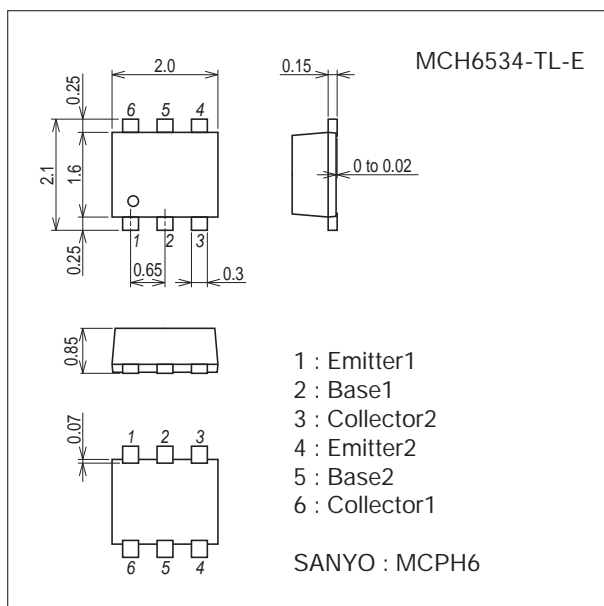 MCH6534-TL-E
2.0
0.15
0.25
6 5 4
2.1
1.6
0 to 0.02
0.25
1 2 3
0.65
0.3
0.85
1 : Emitter1
2 : Base1
3 : Collector2
4 : Emitter2
5 : Base2
6 : Collector1
0.07
1 2 3
6 5 4
SANYO : MCPH6